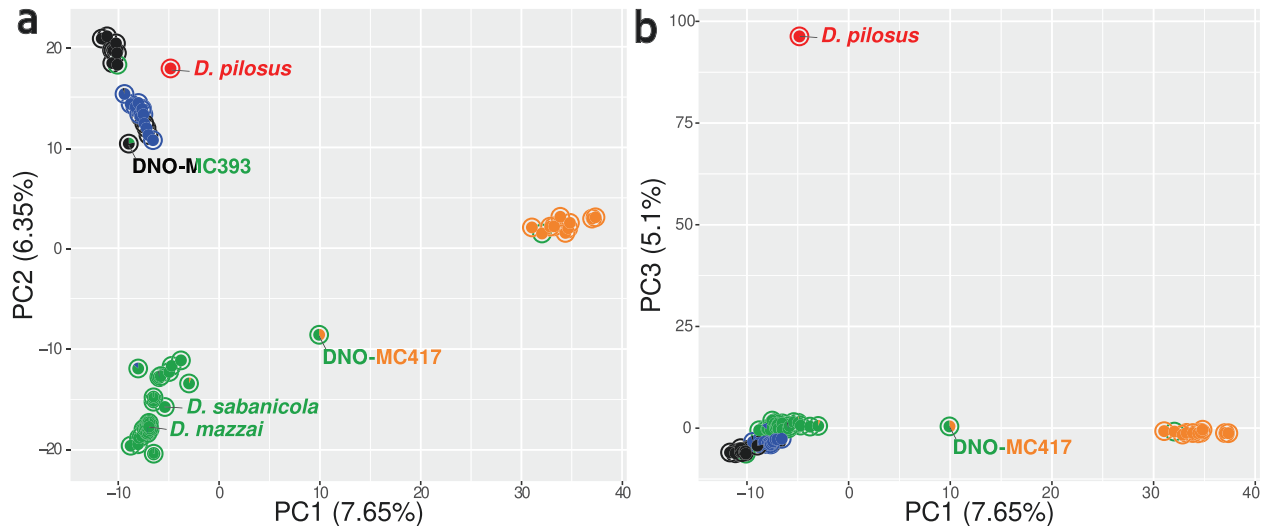 a
20
10
0
−10
−20
−10
0
10
20
30
40
PC2 (6.35%)
PC1 (7.65%)
D. pilosus
DNO-MC393
DNO-MC417
D. sabanicola
D. mazzai
b
100
75
50
25
0
−10
0
10
20
30
40
PC3 (5.1%)
PC1 (7.65%)
D. pilosus
DNO-MC417